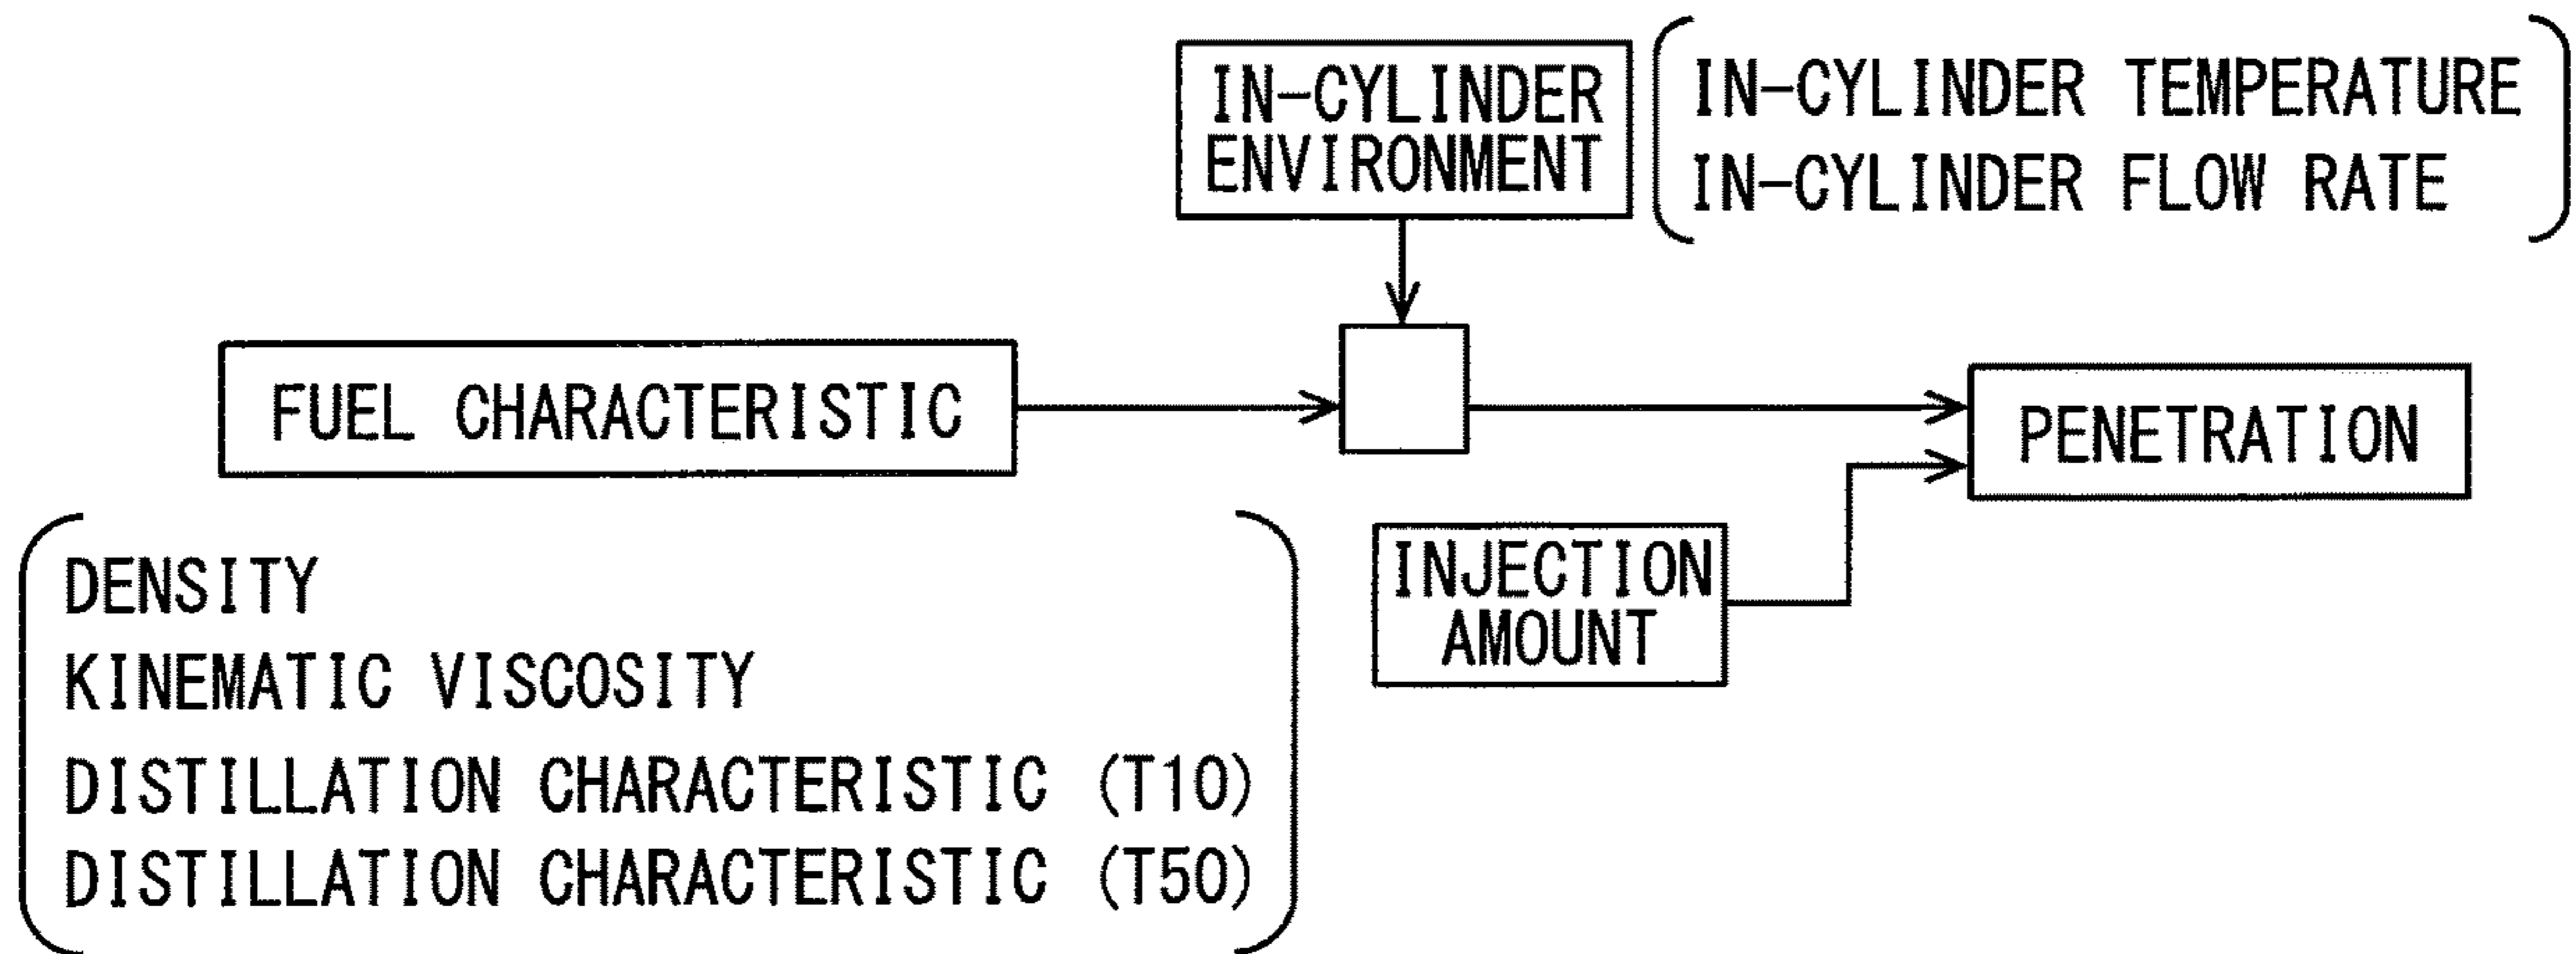 IN-CYLINDER
ENVIRONMENT
IN-CYLINDER TEMPERATURE
IN-CYLINDER FLOW RATE
FUEL CHARACTERISTIC
PENETRATION
INJECTION
AMOUNT
DENSITY
KINEMATIC VISCOSITY
DISTILLATION CHARACTERISTIC (T10)
DISTILLATION CHARACTERISTIC (T50)